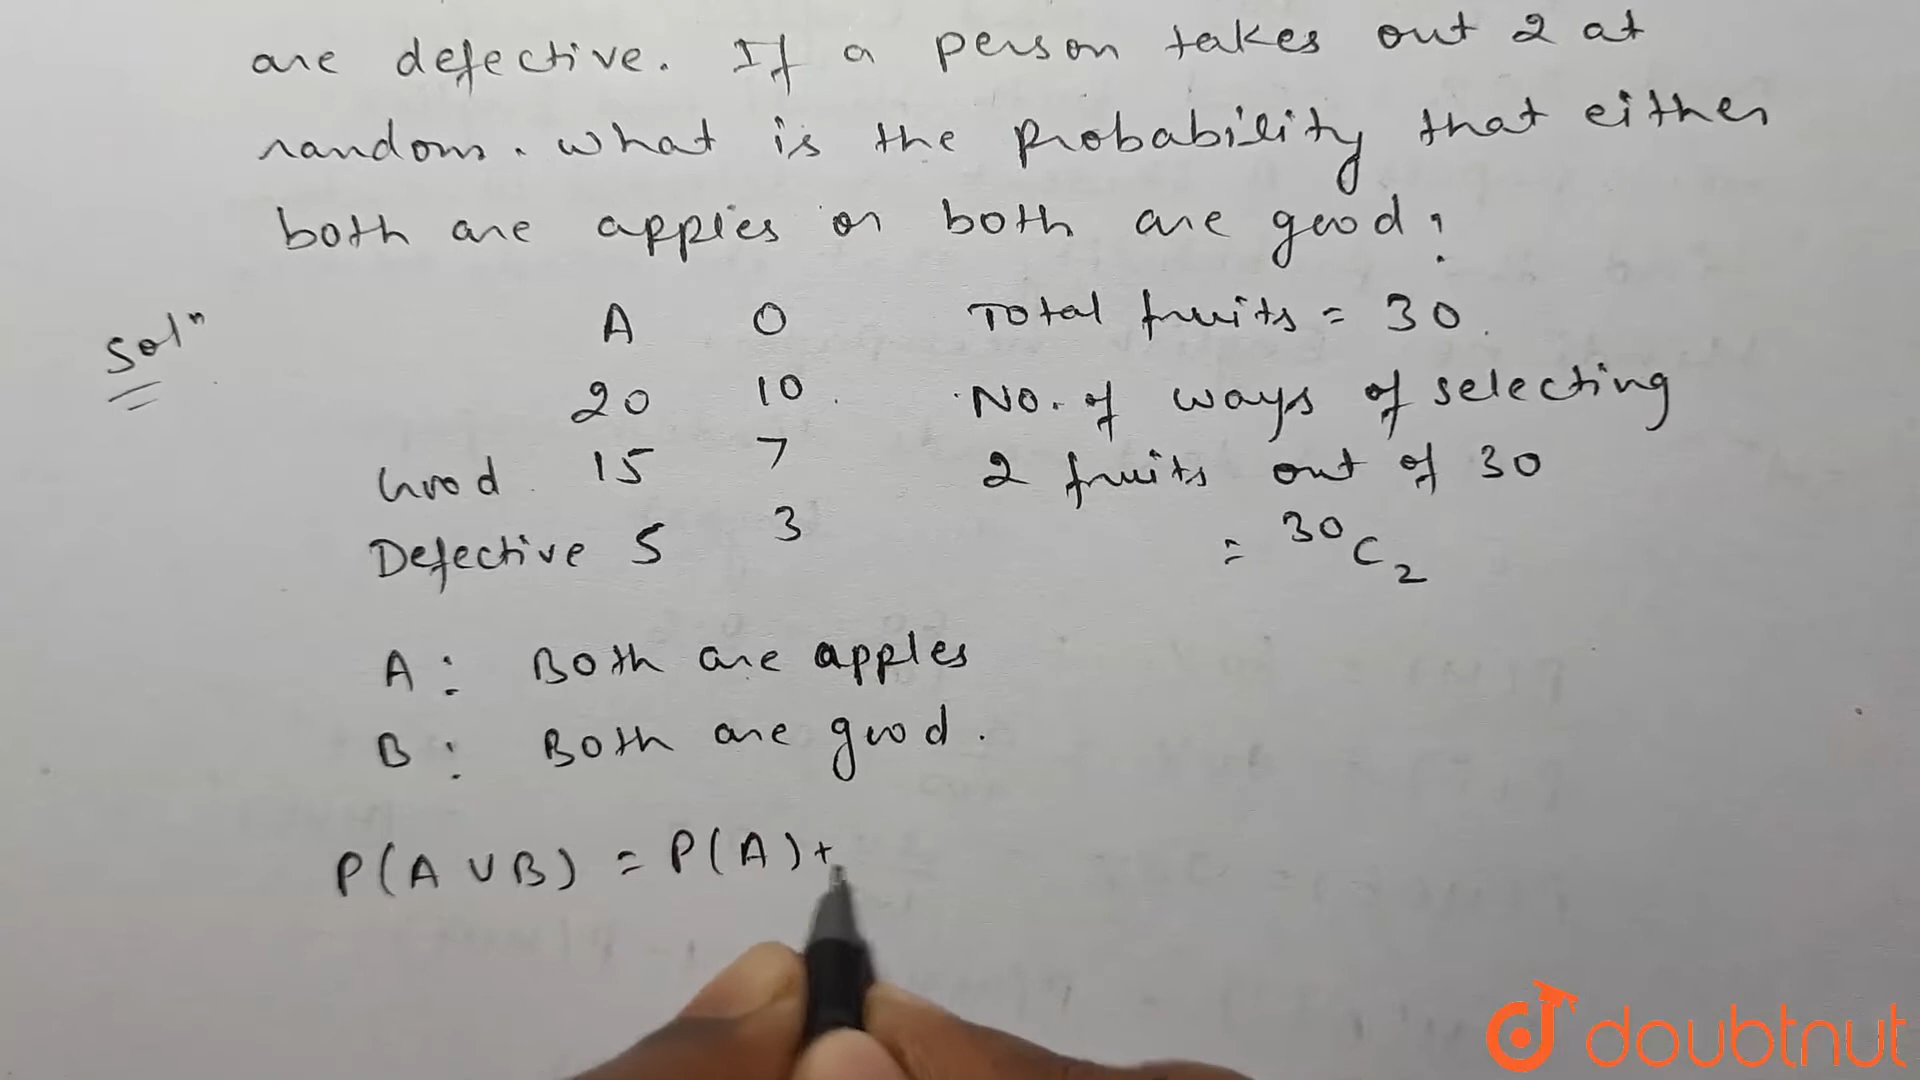 are defective. If a person takes out 2 at
random. what is the probability that either
both are apples or both are good?
Solⁿ
A O
20 10
Good 15 7
Defective 5 3
Total fruits = 30.
No. of ways of selecting
2 fruits out of 30
= ³⁰C₂
A : Both are apples
B : Both are good.
P(A ∪ B) = P(A) +
doubtnut